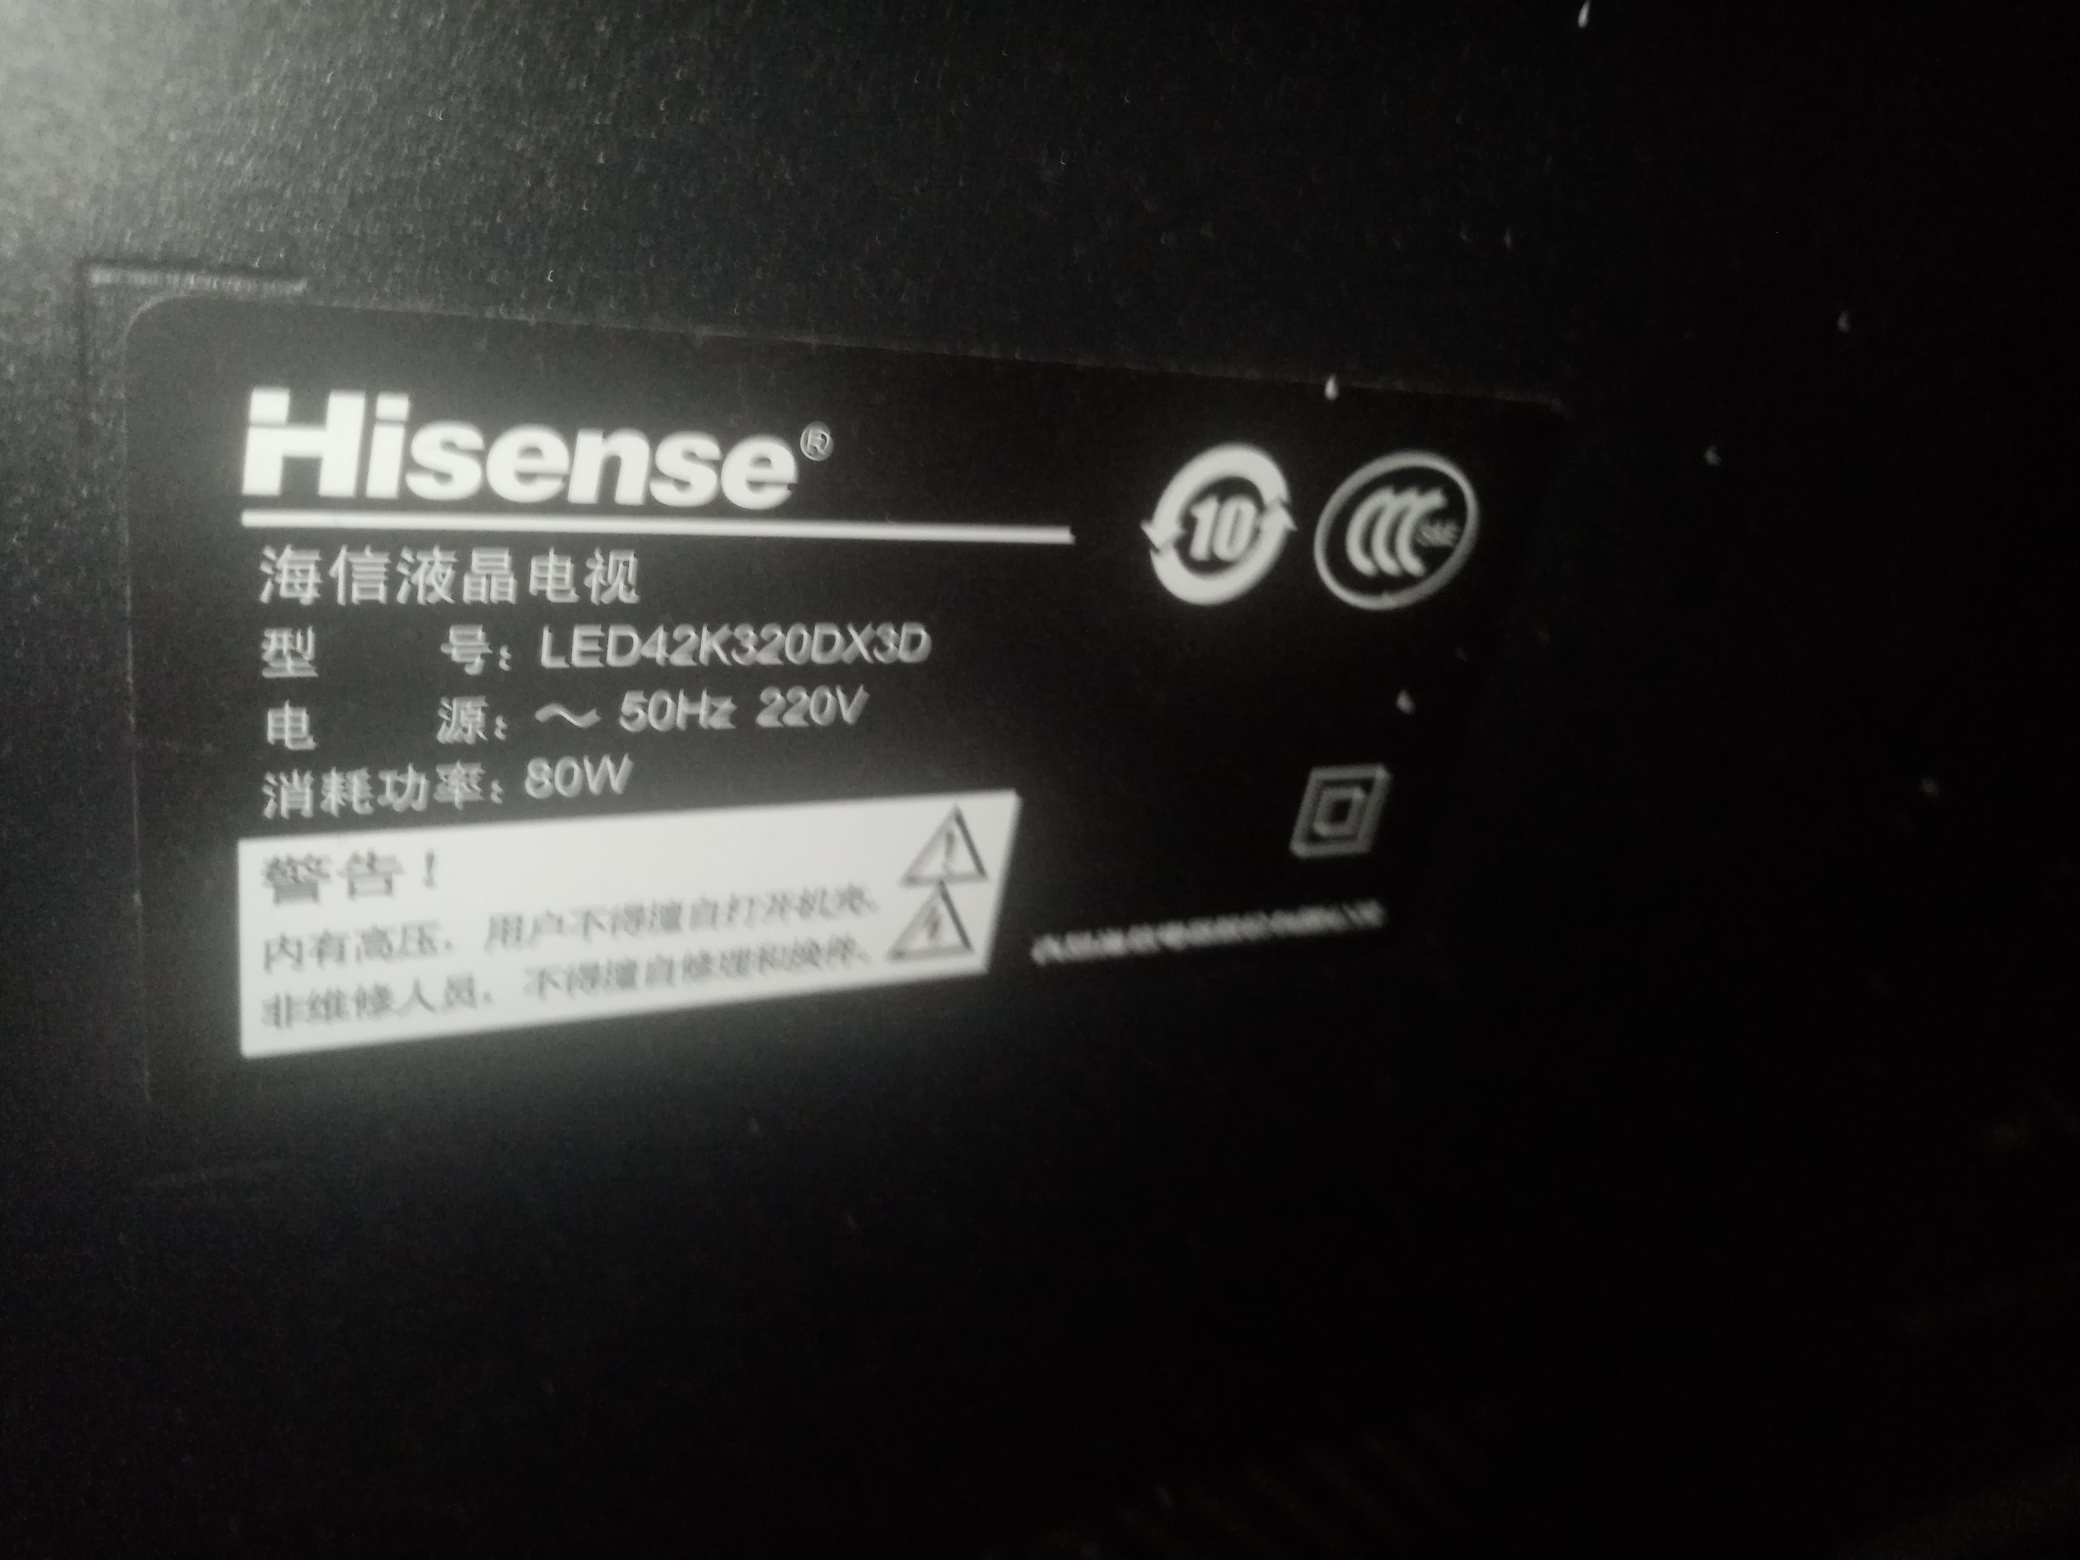 Hisense®
10
海信液晶电视
型 号: LED42K320DX3D
电 源: ～ 50Hz 220V
消耗功率: 80W
警告!
内有高压，用户不得擅自打开机壳、
非维修人员，不得擅自修理和换件、